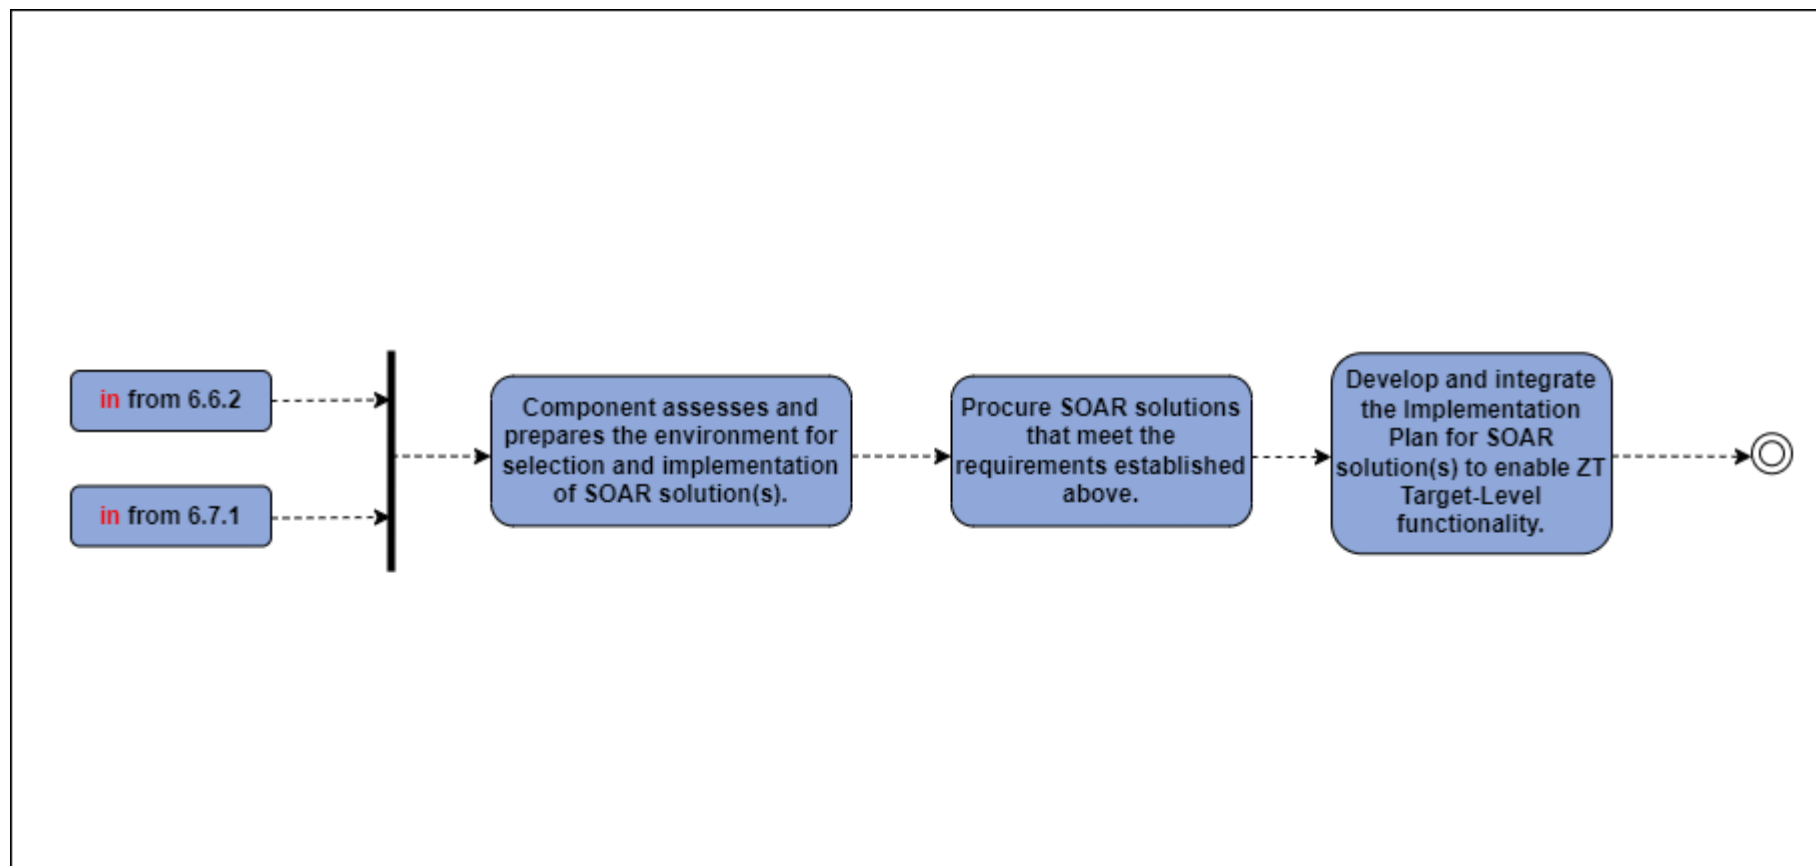 in from 6.6.2
in from 6.7.1
Component assesses and
prepares the environment for
selection and implementation
of SOAR solution(s).
Procure SOAR solutions
that meet the
requirements established
above.
Develop and integrate
the Implementation
Plan for SOAR
solution(s) to enable ZT
Target-Level
functionality.